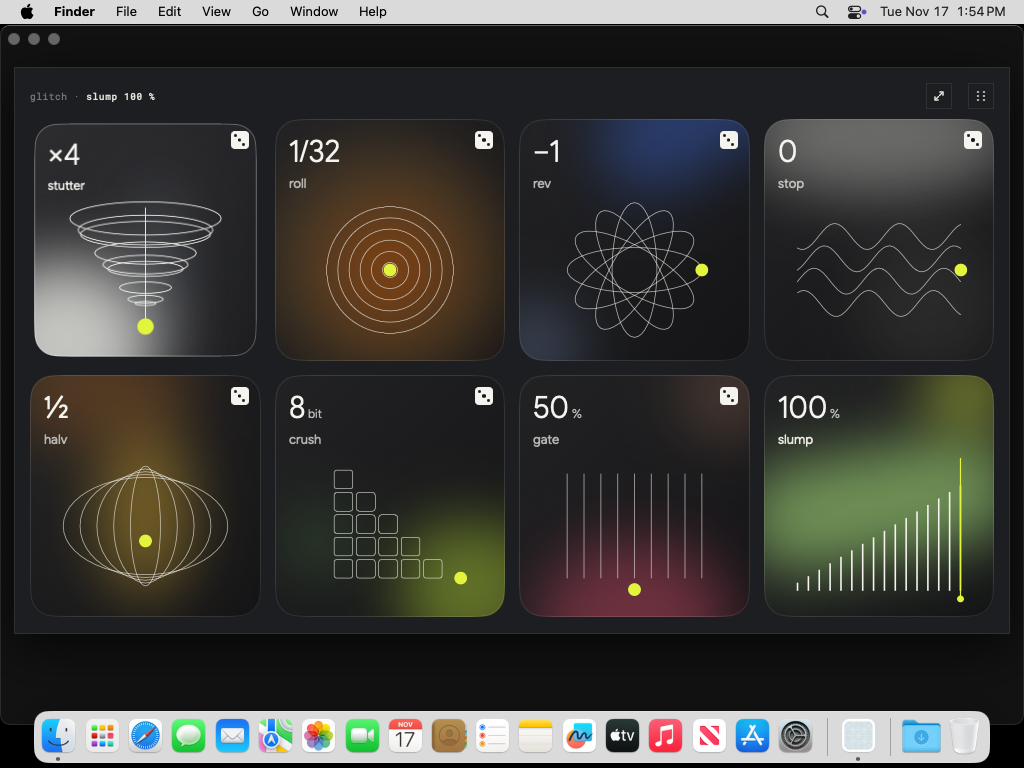 Finder File Edit View Go Window Help Tue Nov 17 1:54 PM
glitch · slump 100 %
×4
stutter
1/32
roll
−1
rev
0
stop
½
halv
8 bit
crush
50 %
gate
100 %
slump
NOV
17
tv